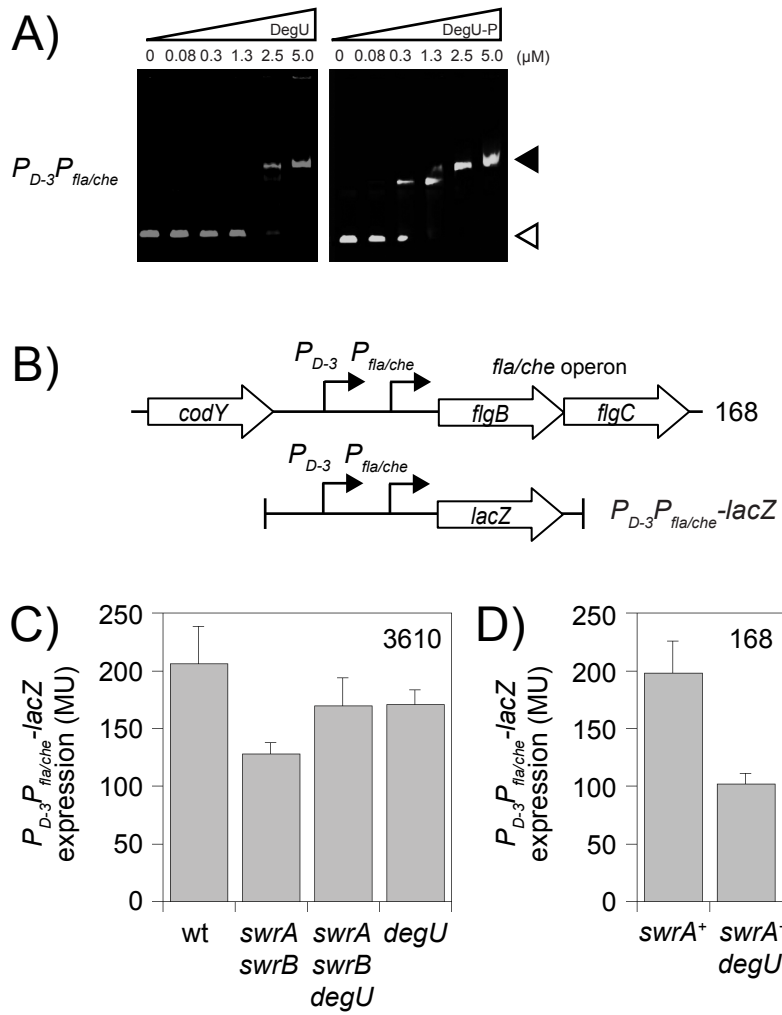 A)
DegU
DegU-P
0 0.08 0.3 1.3 2.5 5.0
0 0.08 0.3 1.3 2.5 5.0 (µM)
P_D-3 P_fla/che
B)
P_D-3 P_fla/che fla/che operon
codY flgB flgC 168
P_D-3 P_fla/che
lacZ P_D-3 P_fla/che-lacZ
C)
P_D-3 P_fla/che-lacZ
expression (MU)
250
200
150
100
50
0
3610
wt swrA swrA degU
swrB swrB
degU
D)
P_D-3 P_fla/che-lacZ
expression (MU)
250
200
150
100
50
0
168
swrA⁺ swrA⁺
degU